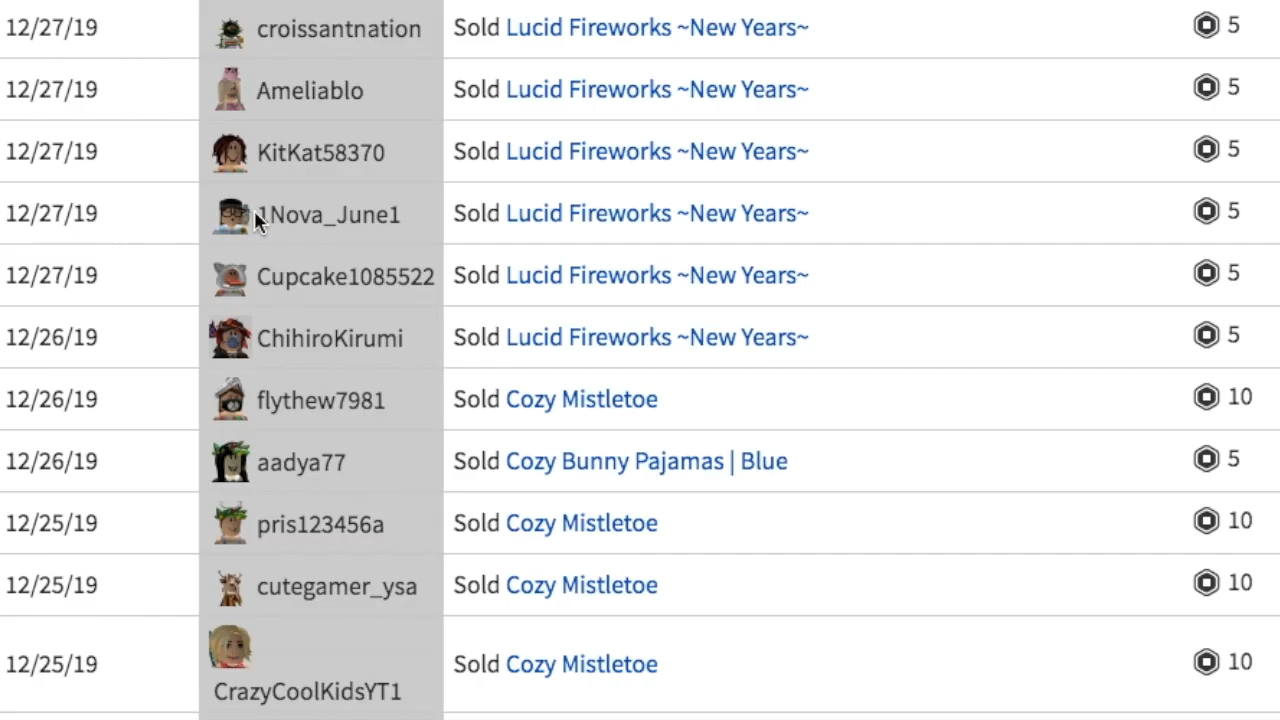 12/27/19 croissantnation Sold Lucid Fireworks ~New Years~ 5
12/27/19 Ameliablo Sold Lucid Fireworks ~New Years~ 5
12/27/19 KitKat58370 Sold Lucid Fireworks ~New Years~ 5
12/27/19 1Nova_June1 Sold Lucid Fireworks ~New Years~ 5
12/27/19 Cupcake1085522 Sold Lucid Fireworks ~New Years~ 5
12/26/19 ChihiroKirumi Sold Lucid Fireworks ~New Years~ 5
12/26/19 flythew7981 Sold Cozy Mistletoe 10
12/26/19 aadya77 Sold Cozy Bunny Pajamas | Blue 5
12/25/19 pris123456a Sold Cozy Mistletoe 10
12/25/19 cutegamer_ysa Sold Cozy Mistletoe 10
12/25/19 Sold Cozy Mistletoe 10
CrazyCoolKidsYT1